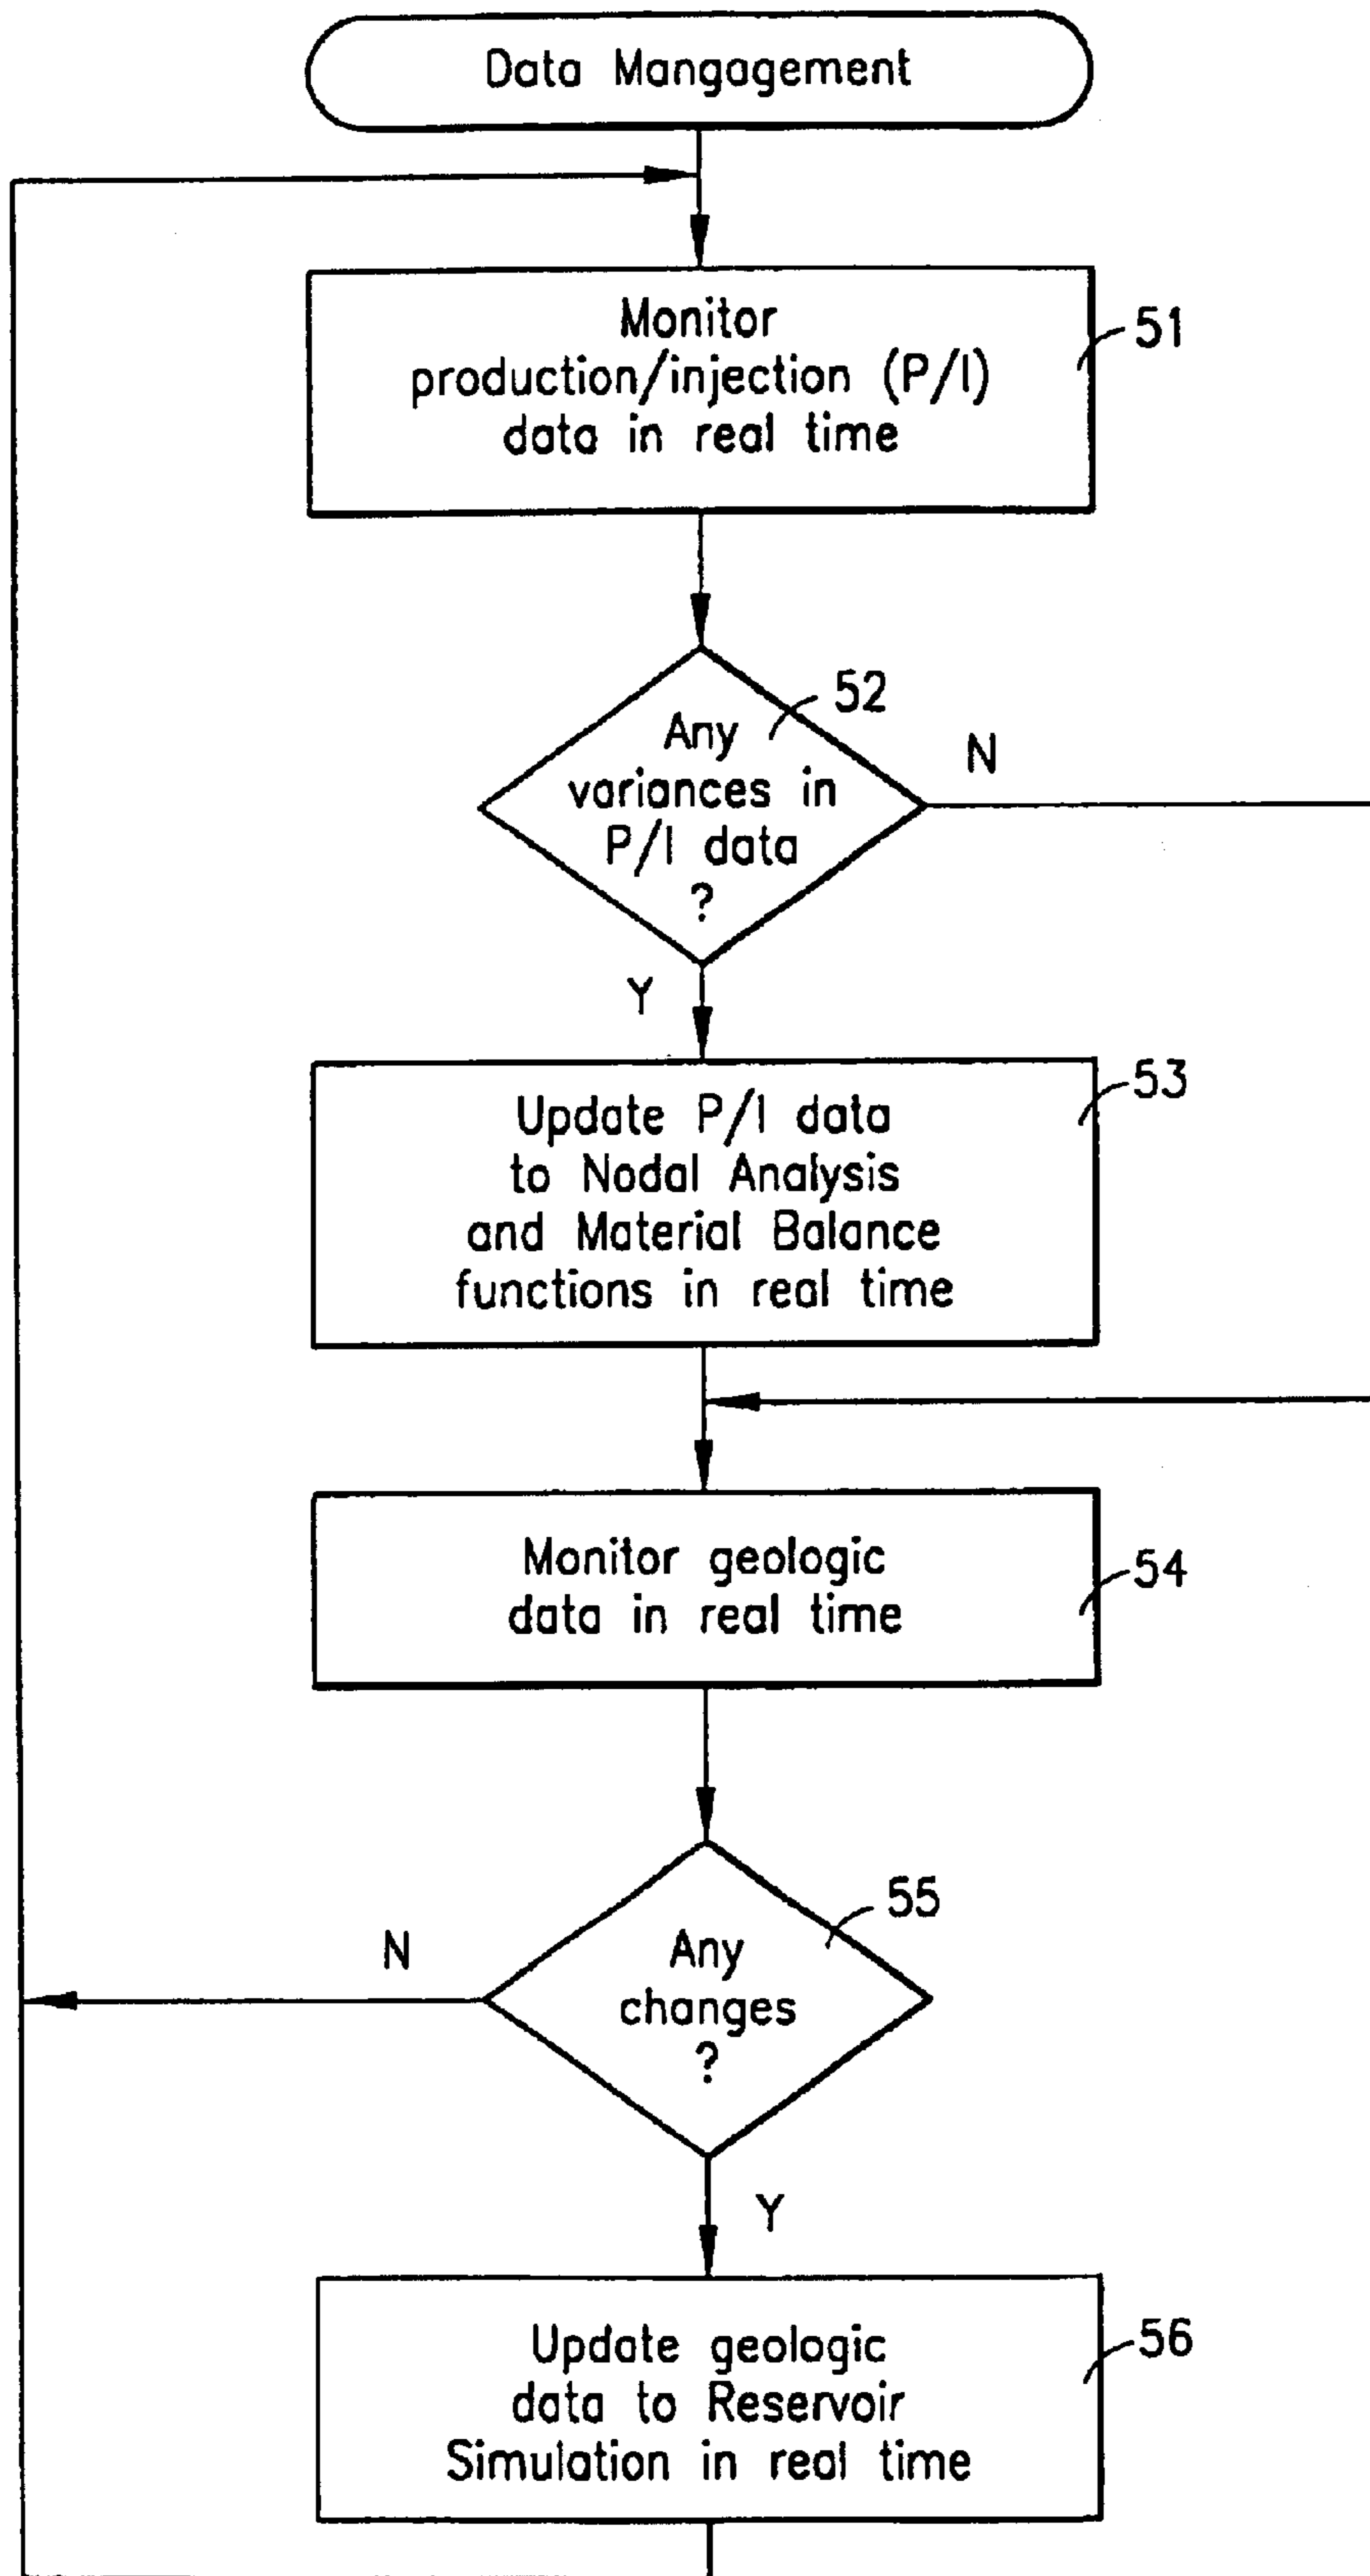 Data Mangagement
Monitor
production/injection (P/I)
data in real time
51
Any
variances in
P/I data
?
52
N
Y
Update P/I data
to Nodal Analysis
and Material Balance
functions in real time
53
Monitor geologic
data in real time
54
Any
changes
?
55
N
Y
Update geologic
data to Reservoir
Simulation in real time
56